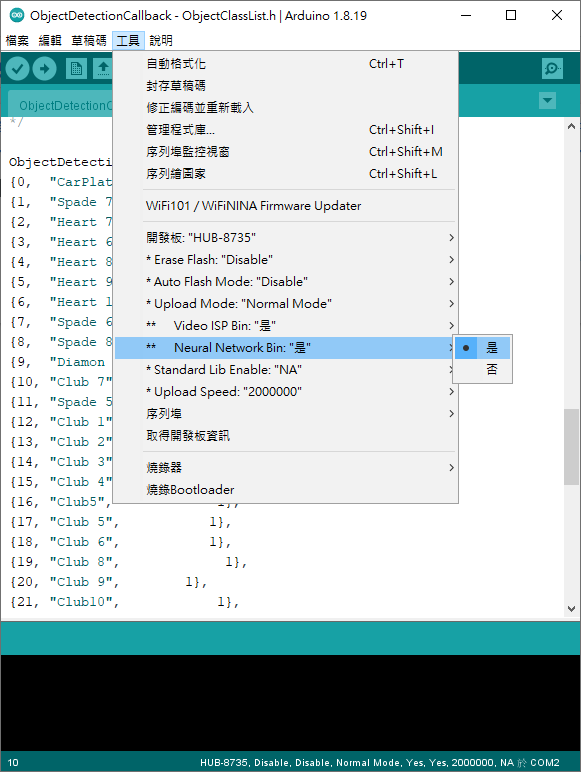 ObjectDetectionCallback - ObjectClassList.h | Arduino 1.8.19
檔案 編輯 草稿碼 工具 說明
自動格式化 Ctrl+T
封存草稿碼
修正編碼並重新載入
管理程式庫... Ctrl+Shift+I
序列埠監控視窗 Ctrl+Shift+M
序列繪圖家 Ctrl+Shift+L
WiFi101 / WiFiNINA Firmware Updater
開發板: "HUB-8735"
* Erase Flash: "Disable"
* Auto Flash Mode: "Disable"
* Upload Mode: "Normal Mode"
** Video ISP Bin: "是"
** Neural Network Bin: "是"
* Standard Lib Enable: "NA"
* Upload Speed: "2000000"
序列埠
取得開發板資訊
燒錄器
燒錄Bootloader
是
否
ObjectDetectionC
*/
ObjectDetecti
{0, "CarPlat
{1, "Spade 7
{2, "Heart 7
{3, "Heart 6
{4, "Heart 8
{5, "Heart 9
{6, "Heart 1
{7, "Spade 6
{8, "Spade 8
{9, "Diamon
{10, "Club 7"
{11, "Spade 5
{12, "Club 1"
{13, "Club 2"
{14, "Club 3"
{15, "Club 4"
{16, "Club5", 1},
{17, "Club 5", 1},
{18, "Club 6", 1},
{19, "Club 8", 1},
{20, "Club 9", 1},
{21, "Club10", 1},
10 HUB-8735, Disable, Disable, Normal Mode, Yes, Yes, 2000000, NA 於 COM2